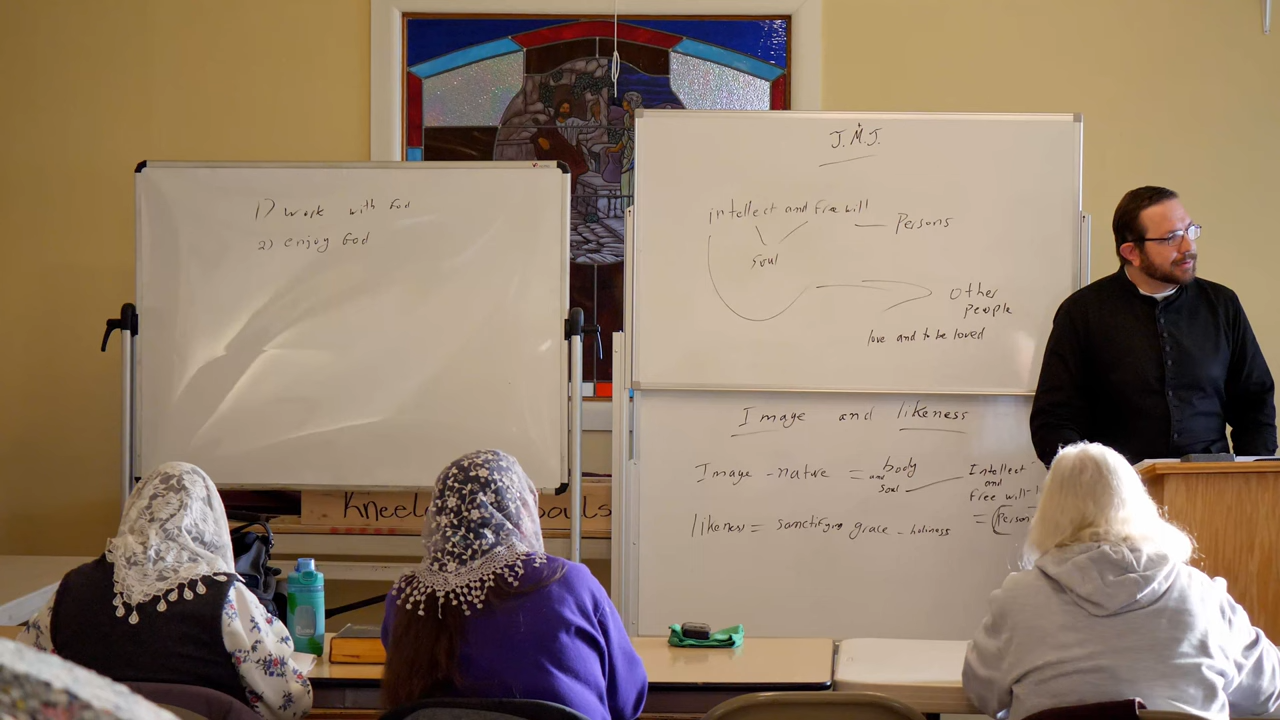 1) work with God
2) enjoy God
J.M.J.
intellect and free will
Persons
soul
Other
people
love and to be loved
Image and likeness
Image - nature = body
and
soul
Intellect
and
free will
likeness = sanctifying grace - holiness
= (Person
Kneel